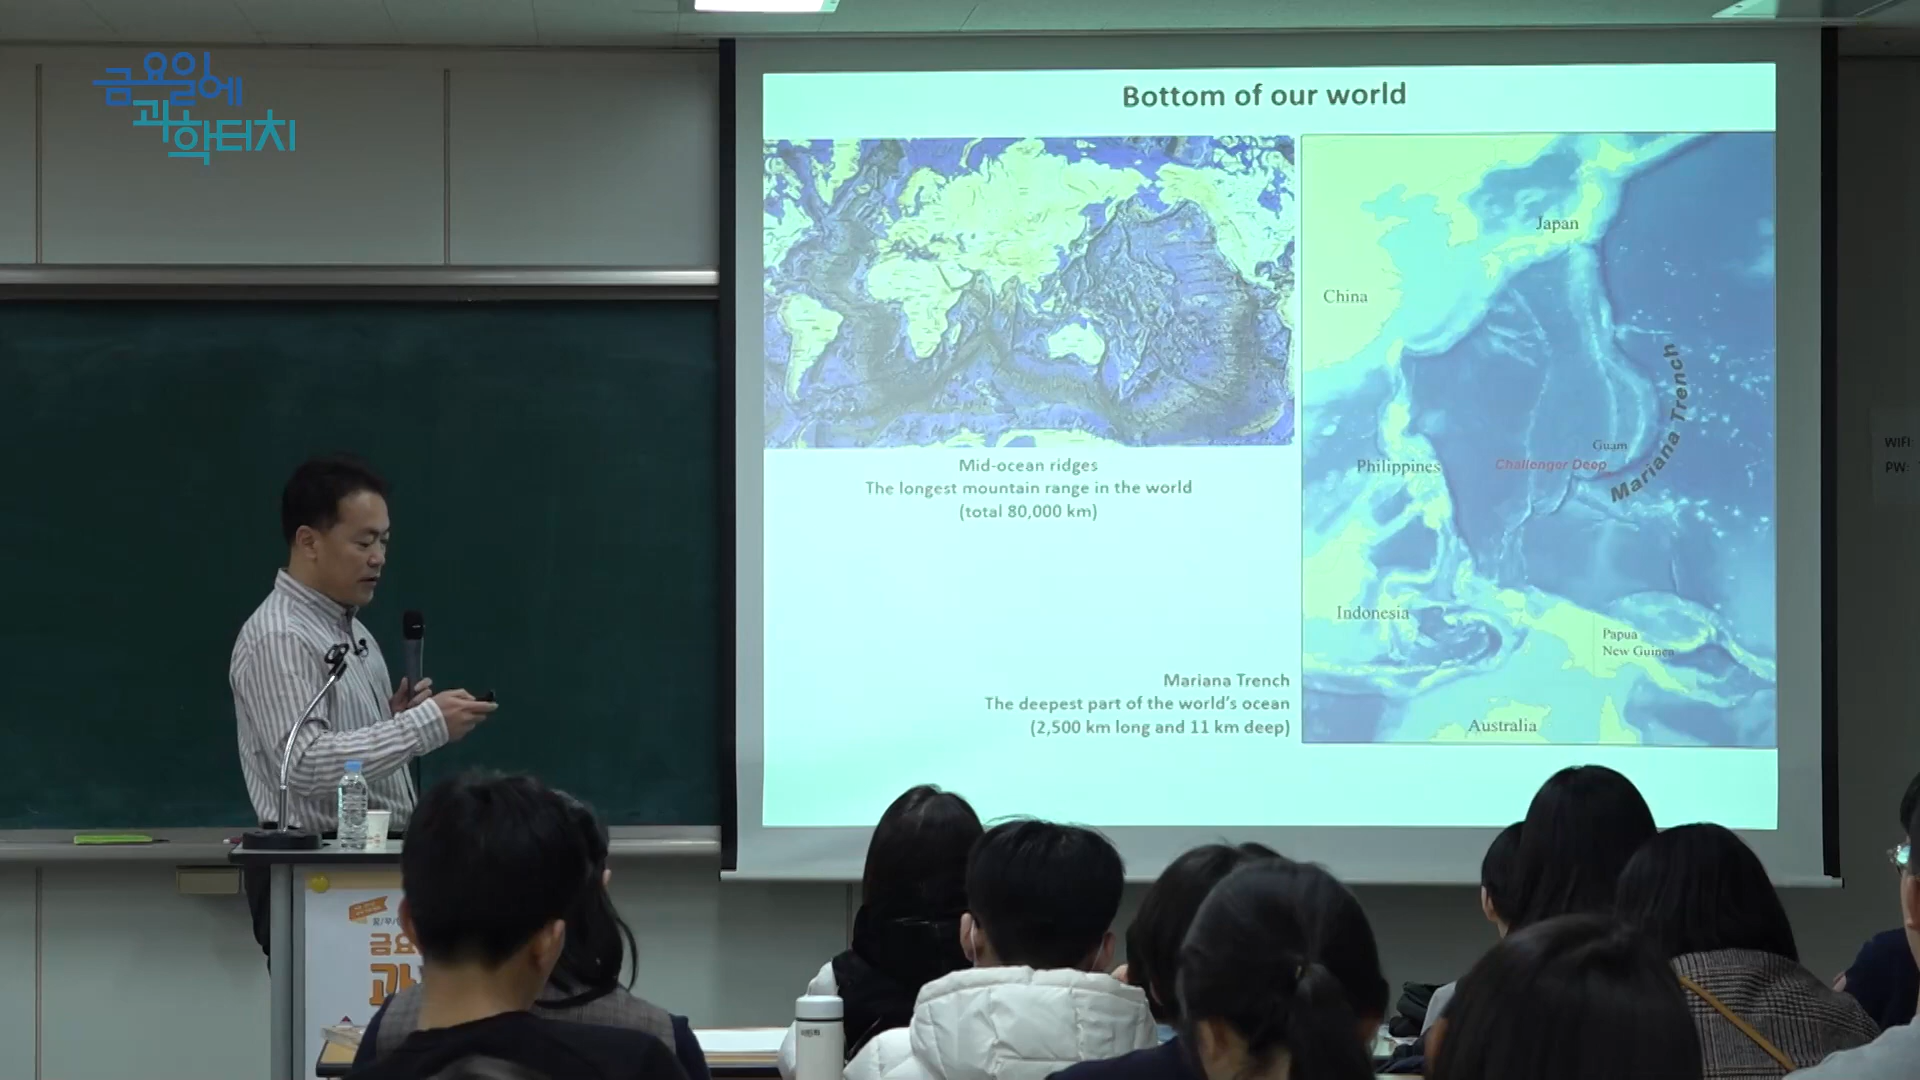 금요일에
과학터치
Bottom of our world
Japan
China
Mariana Trench
Guam
Challenger Deep
Philippines
Mid-ocean ridges
The longest mountain range in the world
(total 80,000 km)
Indonesia
Papua
New Guinea
Mariana Trench
The deepest part of the world's ocean
(2,500 km long and 11 km deep)
Australia
WIFI:
PW:
금요
과